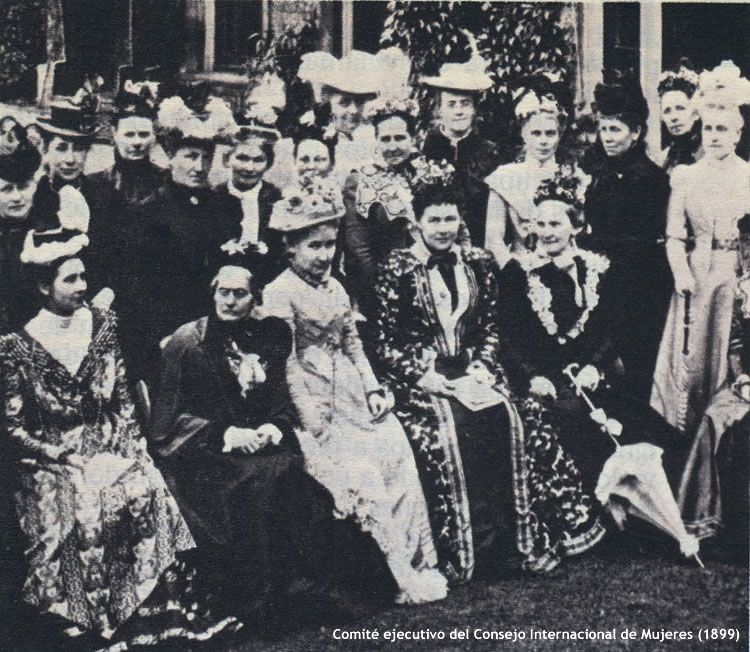 Comité ejecutivo del Consejo Internacional de Mujeres (1899)